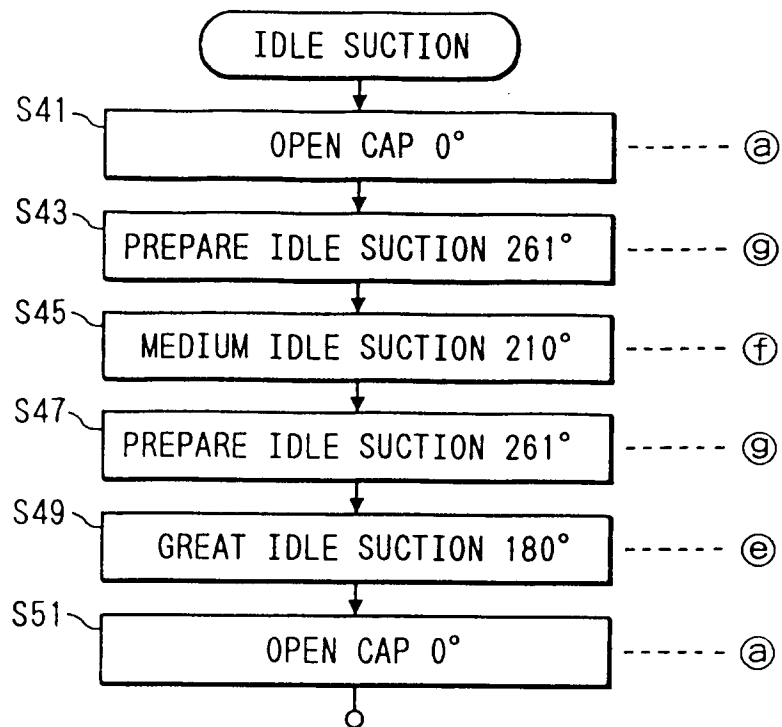 IDLE SUCTION
S41
OPEN CAP 0°
ⓐ
S43
PREPARE IDLE SUCTION 261°
ⓖ
S45
MEDIUM IDLE SUCTION 210°
ⓕ
S47
PREPARE IDLE SUCTION 261°
ⓖ
S49
GREAT IDLE SUCTION 180°
ⓔ
S51
OPEN CAP 0°
ⓐ